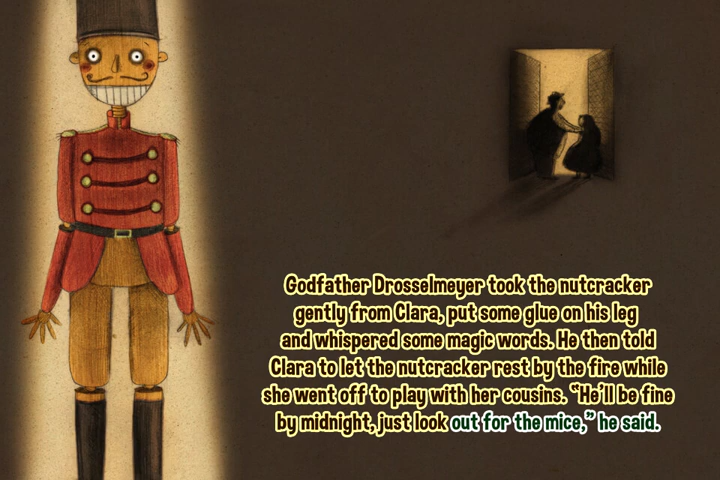 Godfather Drosselmeyer took the nutcracker
gently from Clara, put some glue on his leg
and whispered some magic words. He then told
Clara to let the nutcracker rest by the fire while
she went off to play with her cousins. “He’ll be fine
by midnight, just look out for the mice,” he said.